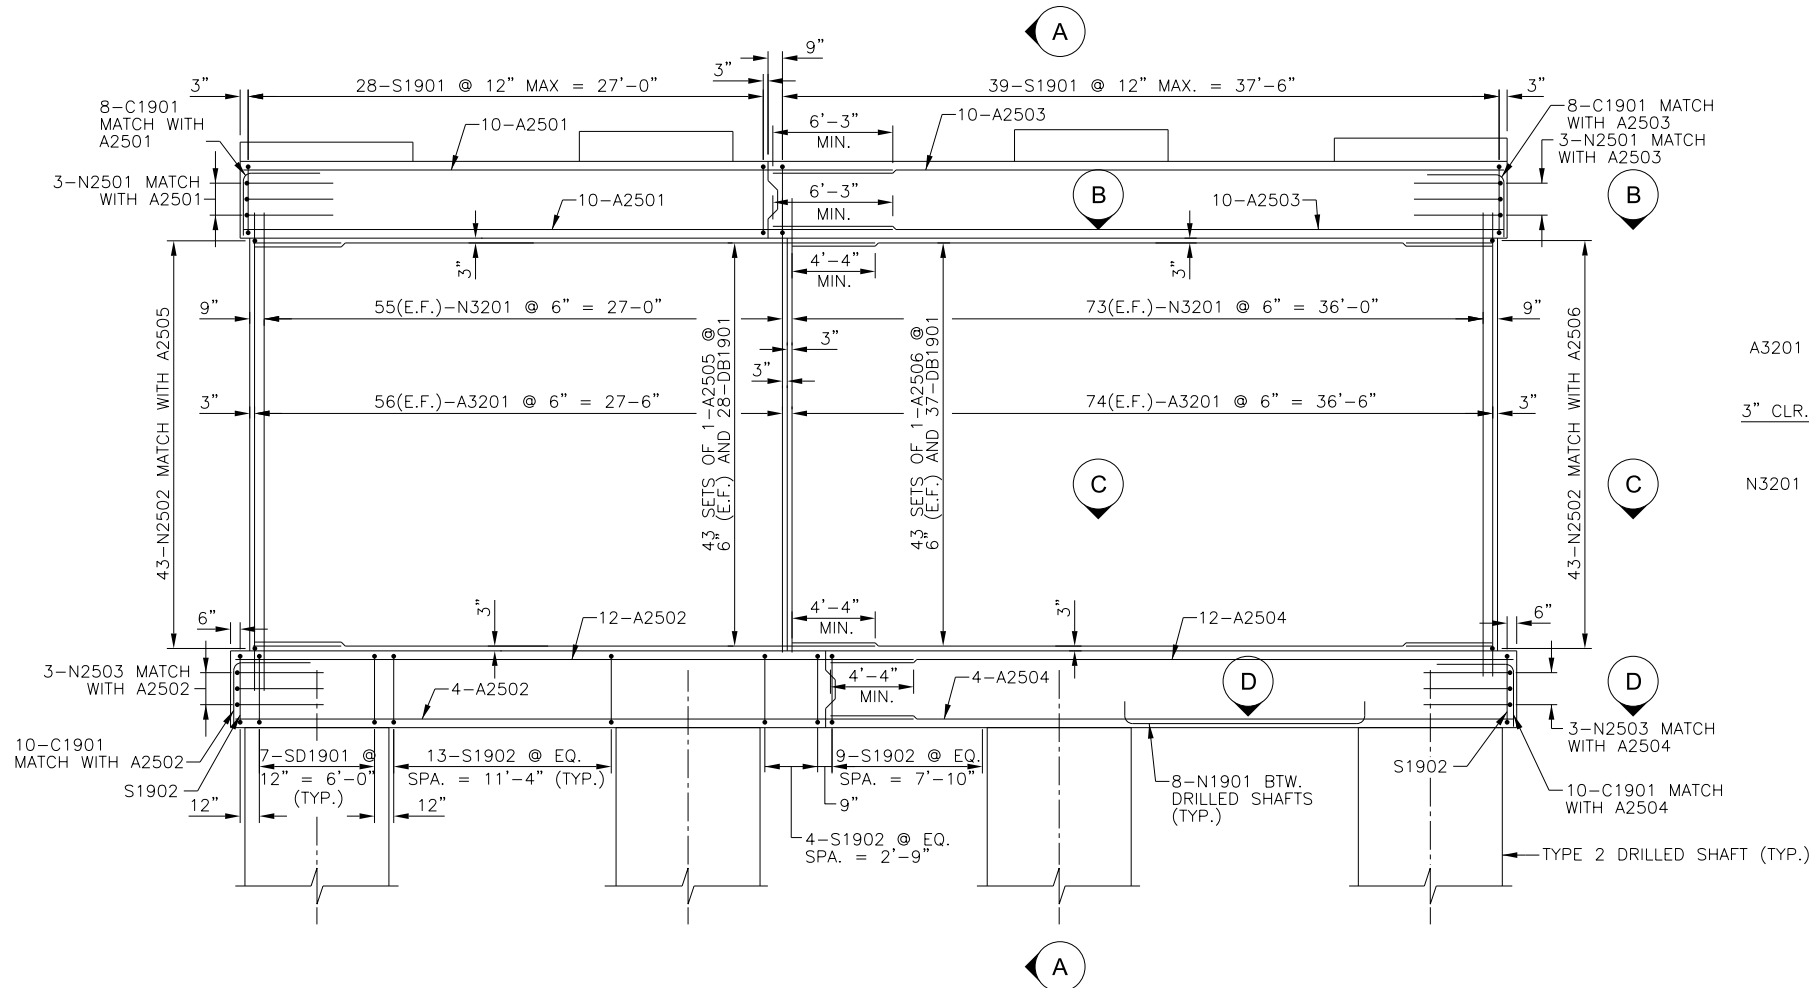 A
9"
3"
3"
28-S1901 @ 12" MAX = 27'-0"
39-S1901 @ 12" MAX. = 37'-6"
3"
8-C1901
MATCH WITH
A2501
10-A2501
6'-3"
MIN.
10-A2503
8-C1901 MATCH
WITH A2503
3-N2501 MATCH
WITH A2503
3-N2501 MATCH
WITH A2501
10-A2501
6'-3"
MIN.
B
10-A2503
B
3"
4'-4"
MIN.
3"
9"
55(E.F.)-N3201 @ 6" = 27-0"
73(E.F.)-N3201 @ 6" = 36'-0"
9"
43-N2502 MATCH WITH A2505
43 SETS OF 1-A2505 @
6" (E.F.) AND 28-DB1901
3"
3"
43 SETS OF 1-A2506 @
6" (E.F.) AND 37-DB1901
43-N2502 MATCH WITH A2506
A3201
3"
56(E.F.)-A3201 @ 6" = 27-6"
74(E.F.)-A3201 @ 6" = 36'-6"
3"
3" CLR.
C
C
N3201
6"
3"
12-A2502
4'-4"
MIN.
3"
12-A2504
6"
3-N2503 MATCH
WITH A2502
4-A2502
4'-4"
MIN.
4-A2504
D
D
3-N2503 MATCH
WITH A2504
10-C1901
MATCH WITH A2502
S1902
7-SD1901 @
12" = 6'-0"
(TYP.)
13-S1902 @ EQ.
SPA. = 11'-4" (TYP.)
9-S1902 @ EQ.
SPA. = 7'-10"
S1902
8-N1901 BTW.
DRILLED SHAFTS
(TYP.)
10-C1901 MATCH
WITH A2504
12"
12"
9"
4-S1902 @ EQ.
SPA. = 2'-9"
TYPE 2 DRILLED SHAFT (TYP.)
A